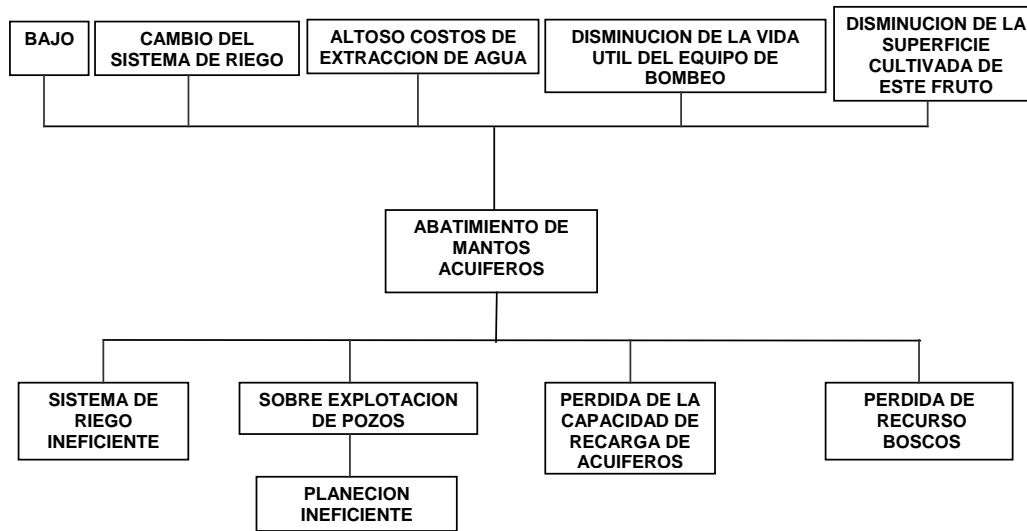 BAJO
CAMBIO DEL
SISTEMA DE RIEGO
ALTOSO COSTOS DE
EXTRACCION DE AGUA
DISMINUCION DE LA VIDA
UTIL DEL EQUIPO DE
BOMBEO
DISMINUCION DE LA
SUPERFICIE
CULTIVADA DE
ESTE FRUTO
ABATIMIENTO DE
MANTOS
ACUIFEROS
SISTEMA DE
RIEGO
INEFICIENTE
SOBRE EXPLOTACION
DE POZOS
PERDIDA DE LA
CAPACIDAD DE
RECARGA DE
ACUIFEROS
PERDIDA DE
RECURSO
BOSCOS
PLANECION
INEFICIENTE